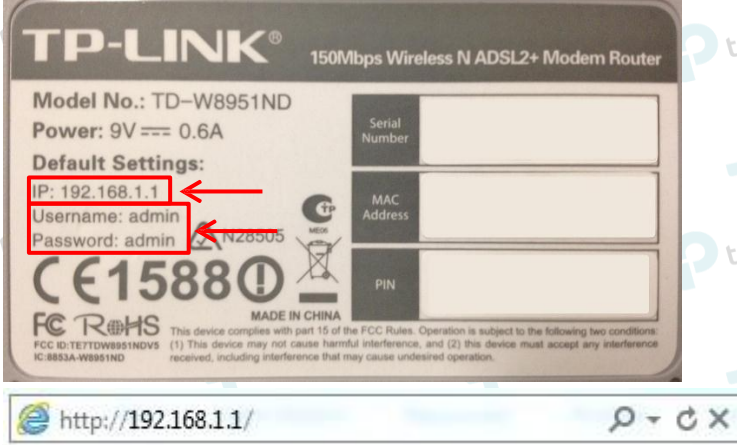 TP-LINK®
150Mbps Wireless N ADSL2+ Modem Router
Model No.: TD-W8951ND
Power: 9V 0.6A
Default Settings:
IP: 192.168.1.1
Username: admin
Password: admin
N28505
Serial
Number
MAC
Address
PIN
ME06
CE1588
MADE IN CHINA
FC RoHS
FCC ID:TE7TDW8951NDV5
IC:8853A-W8951ND
This device complies with part 15 of the FCC Rules. Operation is subject to the following two conditions:
(1) This device may not cause harmful interference, and (2) this device must accept any interference
received, including interference that may cause undesired operation.
http://192.168.1.1/